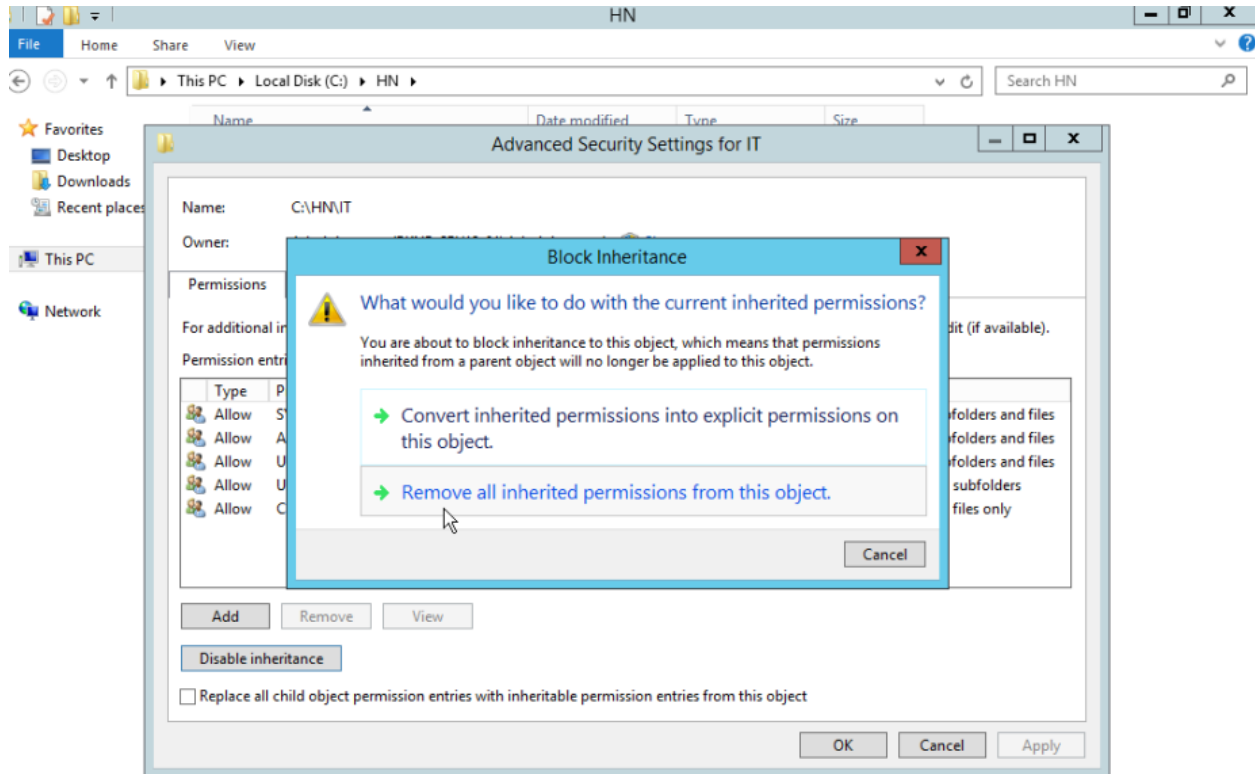 HN
File Home Share View
This PC Local Disk (C:) HN
Search HN
Name Date modified Type Size
Favorites
Desktop
Downloads
Recent places
This PC
Network
Advanced Security Settings for IT
Name: C:\HN\IT
Owner:
Permissions
For additional
dit (if available).
Permission entri
Type P
Allow S
Allow A
Allow U
Allow U
Allow C
folders and files
folders and files
folders and files
subfolders
files only
Block Inheritance
What would you like to do with the current inherited permissions?
You are about to block inheritance to this object, which means that permissions
inherited from a parent object will no longer be applied to this object.
Convert inherited permissions into explicit permissions on
this object.
Remove all inherited permissions from this object.
Cancel
Add Remove View
Disable inheritance
Replace all child object permission entries with inheritable permission entries from this object
OK Cancel Apply